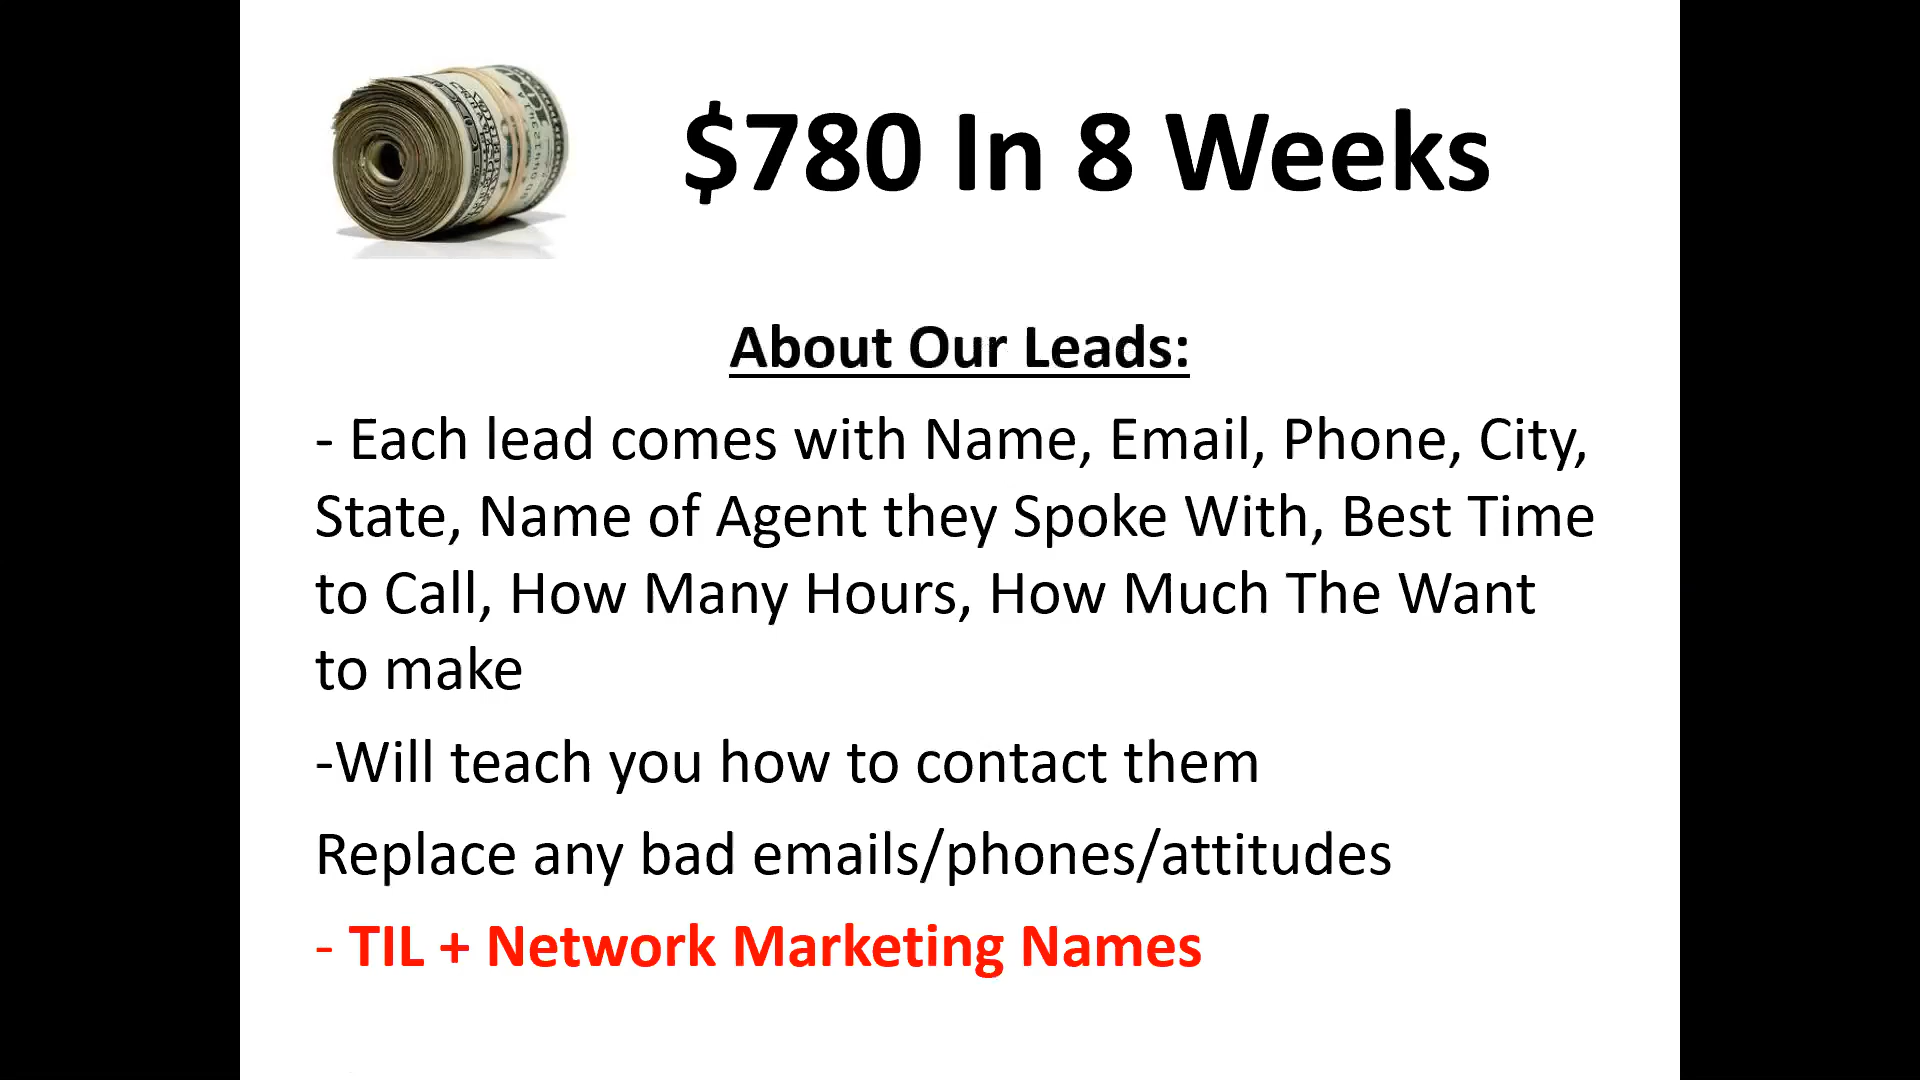 $780 In 8 Weeks
About Our Leads:
- Each lead comes with Name, Email, Phone, City,
State, Name of Agent they Spoke With, Best Time
to Call, How Many Hours, How Much The Want
to make
-Will teach you how to contact them
Replace any bad emails/phones/attitudes
- TIL + Network Marketing Names